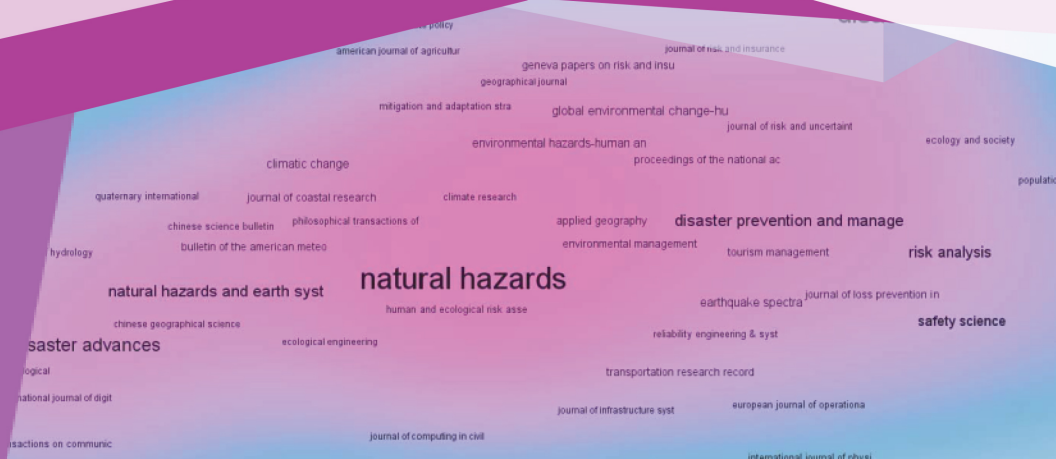 policy
american journal of agricultur
journal of risk and insurance
geneva papers on risk and insu
geographical journal
mitigation and adaptation stra
global environmental change-hu
journal of risk and uncertaint
ecology and society
environmental hazards-human an
proceedings of the national ac
climatic change
populatio
quaternary international
journal of coastal research
climate research
philosophical transactions of
applied geography
disaster prevention and manage
chinese science bulletin
bulletin of the american meteo
environmental management
tourism management
risk analysis
hydrology
natural hazards
natural hazards and earth syst
earthquake spectra
journal of loss prevention in
human and ecological risk asse
chinese geographical science
safety science
reliability engineering & syst
saster advances
ecological engineering
ological
transportation research record
national journal of digit
european journal of operationa
journal of infrastructure syst
journal of computing in civil
nsactions on communic
international journal of physi